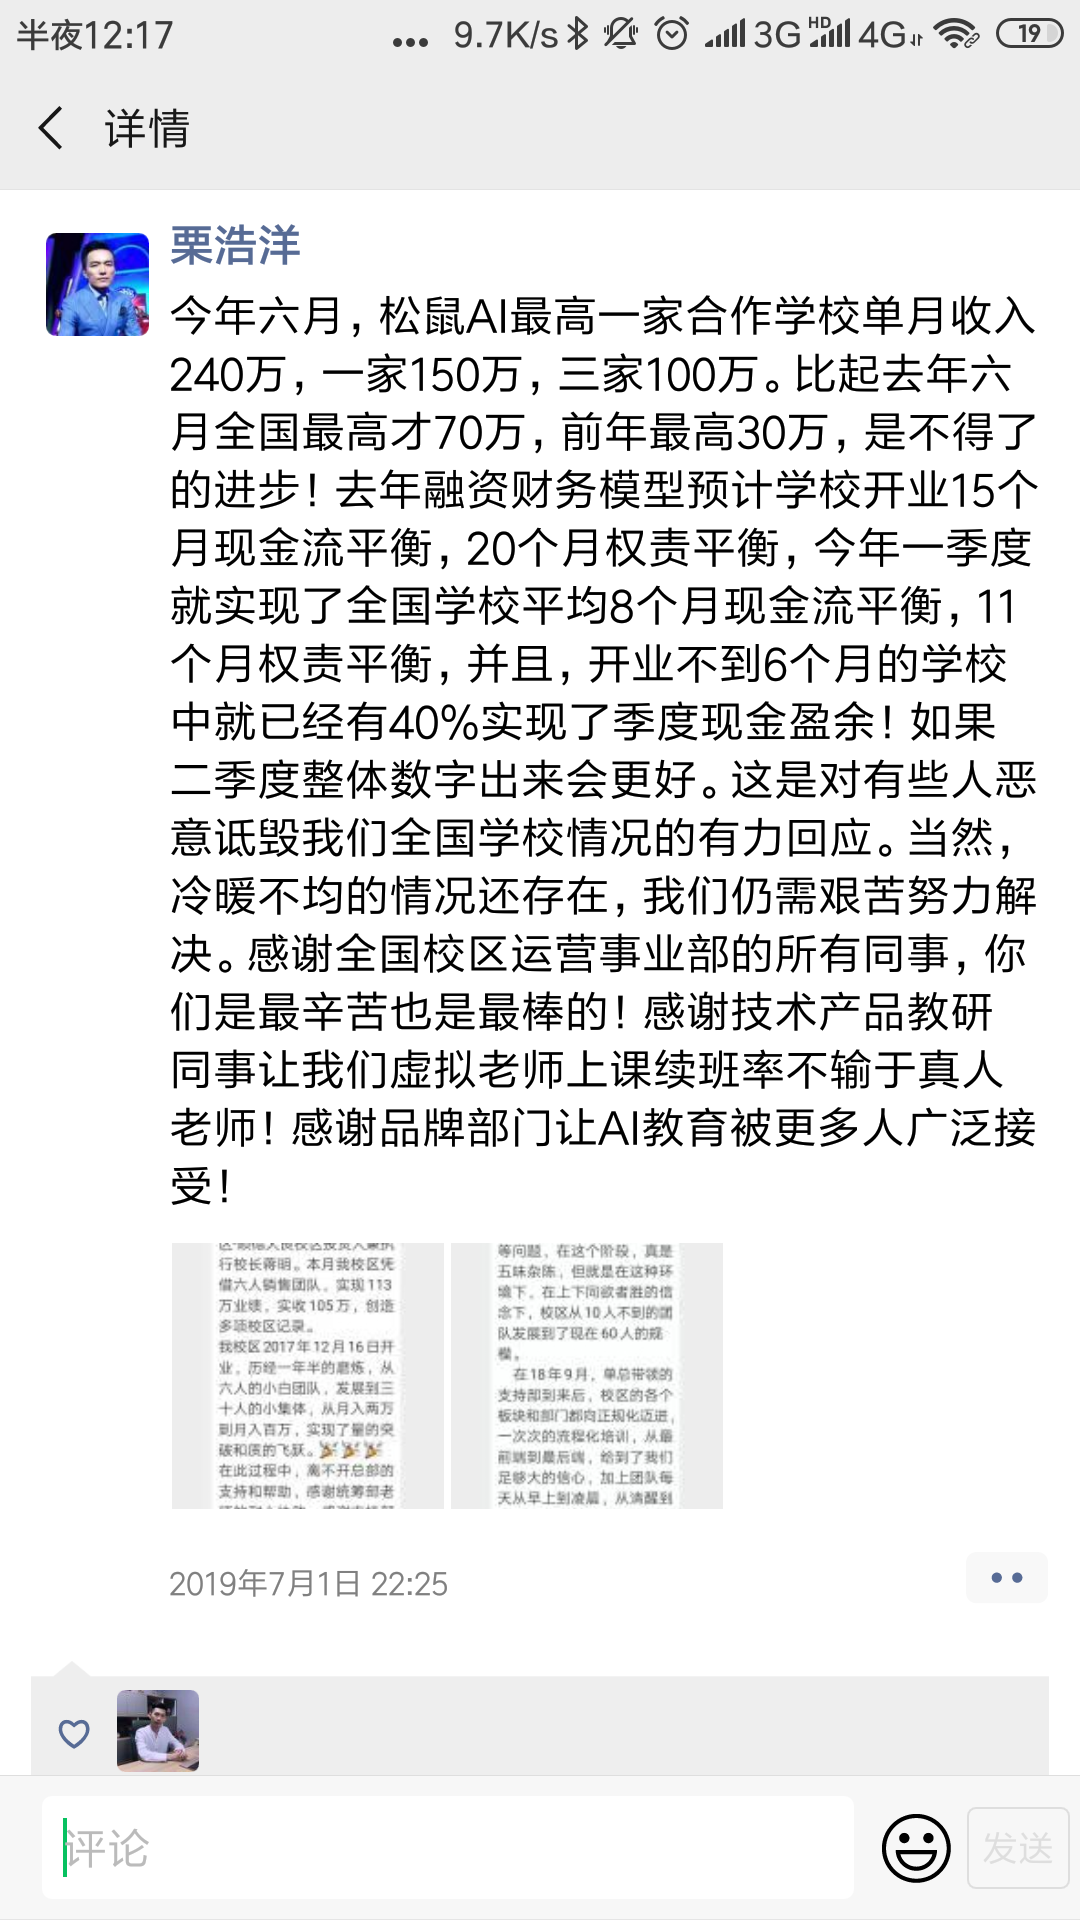 半夜12:17
... 9.7K/s 3G HD 4G 19
详情
栗浩洋
今年六月，松鼠AI最高一家合作学校单月收入
240万，一家150万，三家100万。比起去年六
月全国最高才70万，前年最高30万，是不得了
的进步！去年融资财务模型预计学校开业15个
月现金流平衡，20个月权责平衡，今年一季度
就实现了全国学校平均8个月现金流平衡，11
个月权责平衡，并且，开业不到6个月的学校
中就已经有40%实现了季度现金盈余！如果
二季度整体数字出来会更好。这是对有些人恶
意诋毁我们全国学校情况的有力回应。当然，
冷暖不均的情况还存在，我们仍需艰苦努力解
决。感谢全国校区运营事业部的所有同事，你
们是最辛苦也是最棒的！感谢技术产品教研
同事让我们虚拟老师上课续班率不输于真人
老师！感谢品牌部门让AI教育被更多人广泛接
受！
行校长蒋明。本月我校区凭
借六人销售团队，实现113
万业绩，实收105万，创造
多项校区记录。
我校区2017年12月16日开
业，历经一年半的磨炼，从
六人的小白团队，发展到三
十人的小集体，从月入两万
到月入百万，实现了量的突
破和质的飞跃。🎉🎉🎉
在此过程中，离不开总部的
支持和帮助，感谢统筹部老
等问题，在这个阶段，真是
五味杂陈，但就是在这种环
境下，在上下同欲者胜的信
念下，校区从10人不到的团
队发展到了现在60人的规
模。
在18年9月，单总带领的
支持部到来后，校区的各个
板块和部门都向正规化迈进，
一次次的流程化培训，从最
前端到最后端，给到了我们
足够大的信心，加上团队每
天从早上到凌晨，从清醒到
2019年7月1日 22:25
评论
发送